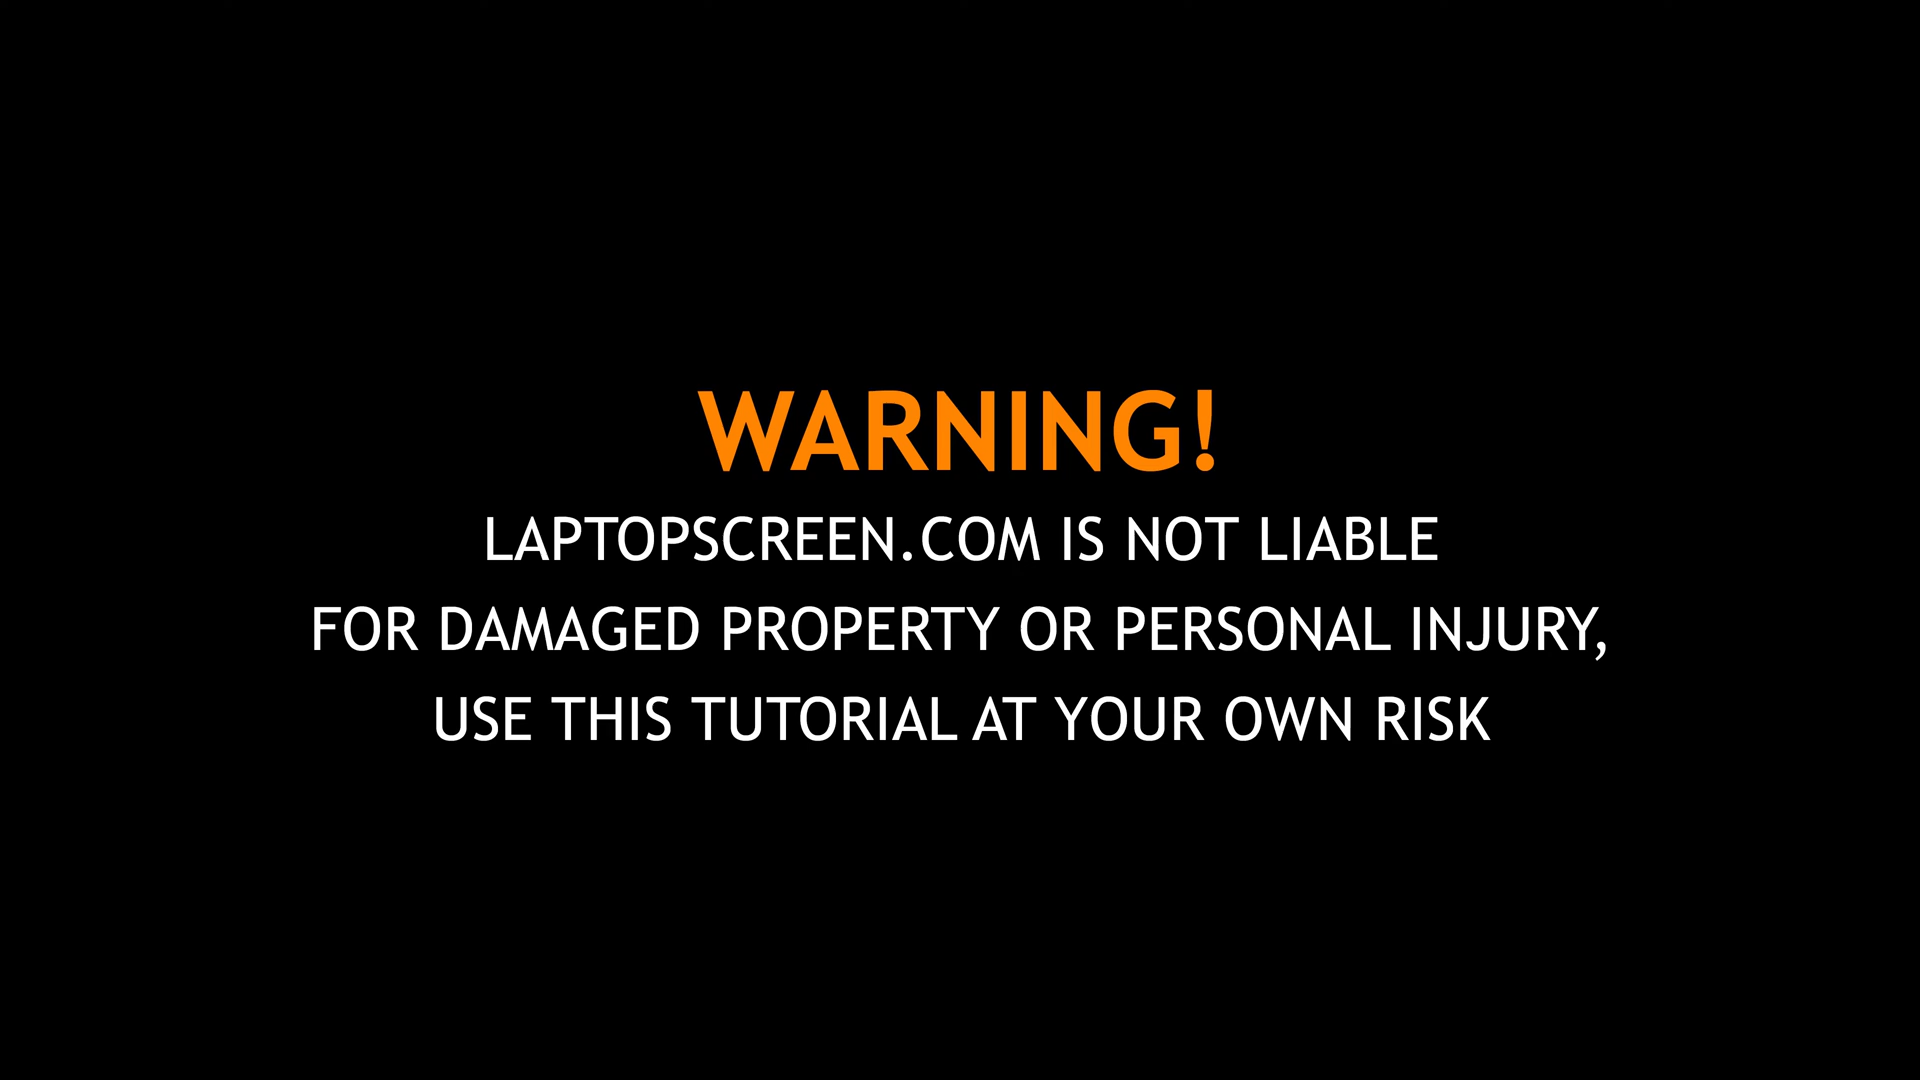 WARNING!
LAPTOPSCREEN.COM IS NOT LIABLE
FOR DAMAGED PROPERTY OR PERSONAL INJURY,
USE THIS TUTORIAL AT YOUR OWN RISK